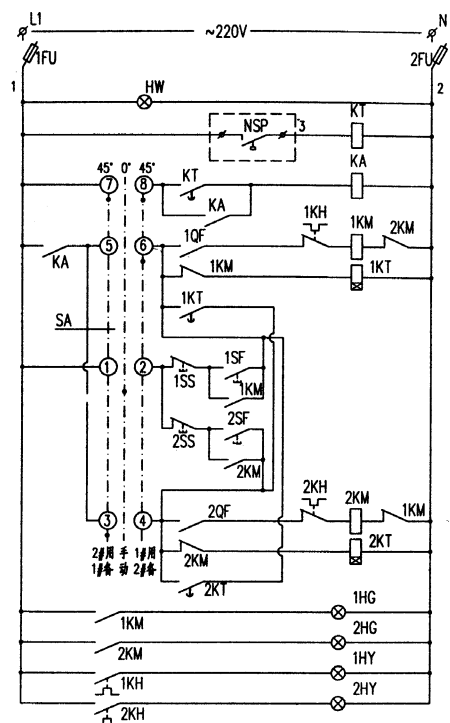 L1 ~220V N
1FU 2FU
1 2
HW
KT
NSP 3
45° 0° 45° KA
7 8 KT
KA
1QF 1KH 1KM 2KM
5 6
KA 1KM 1KT
1KT
SA
1 2 1SF
1SS 1KM
2SF
2SS
2KM
2KH 2KM 1KM
3 4 2QF
2#用 手 1#用 2KM 2KT
1#备 动 2#备 2KT
1HG
1KM 2HG
2KM 1HY
1KH 2HY
2KH